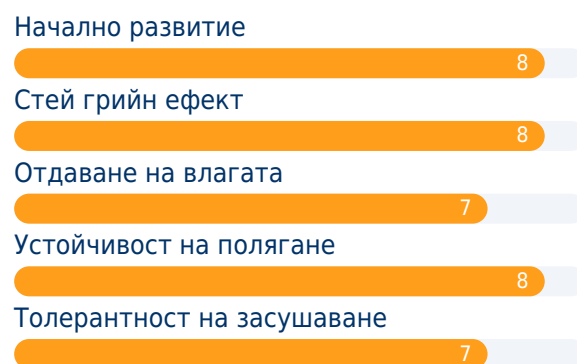 Начално развитие
8
Стей грийн ефект
8
Отдаване на влагата
7
Устойчивост на полягане
8
Толерантност на засушаване
7